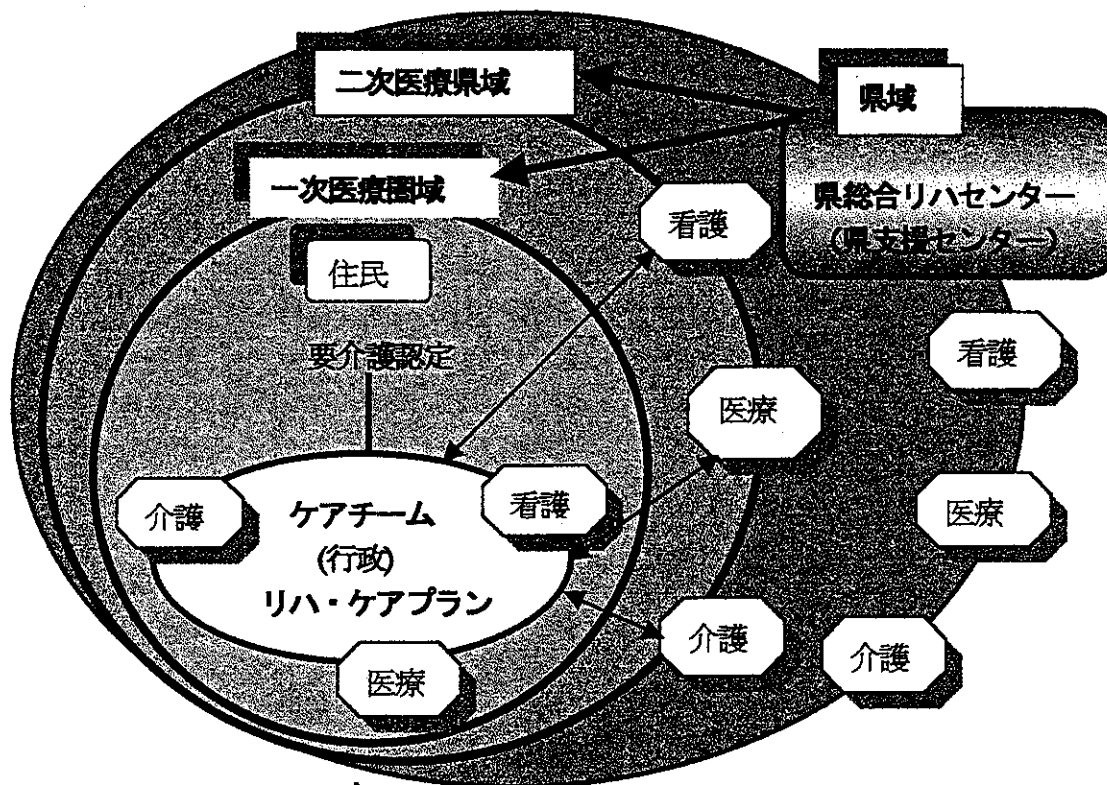 二次医療県域
県域
一次医療圏域
県総合リハセンター
(県支援センター)
看護
住民
要介護認定
看護
医療
介護
看護
ケアチーム
(行政)
リハ・ケアプラン
医療
介護
介護
医療